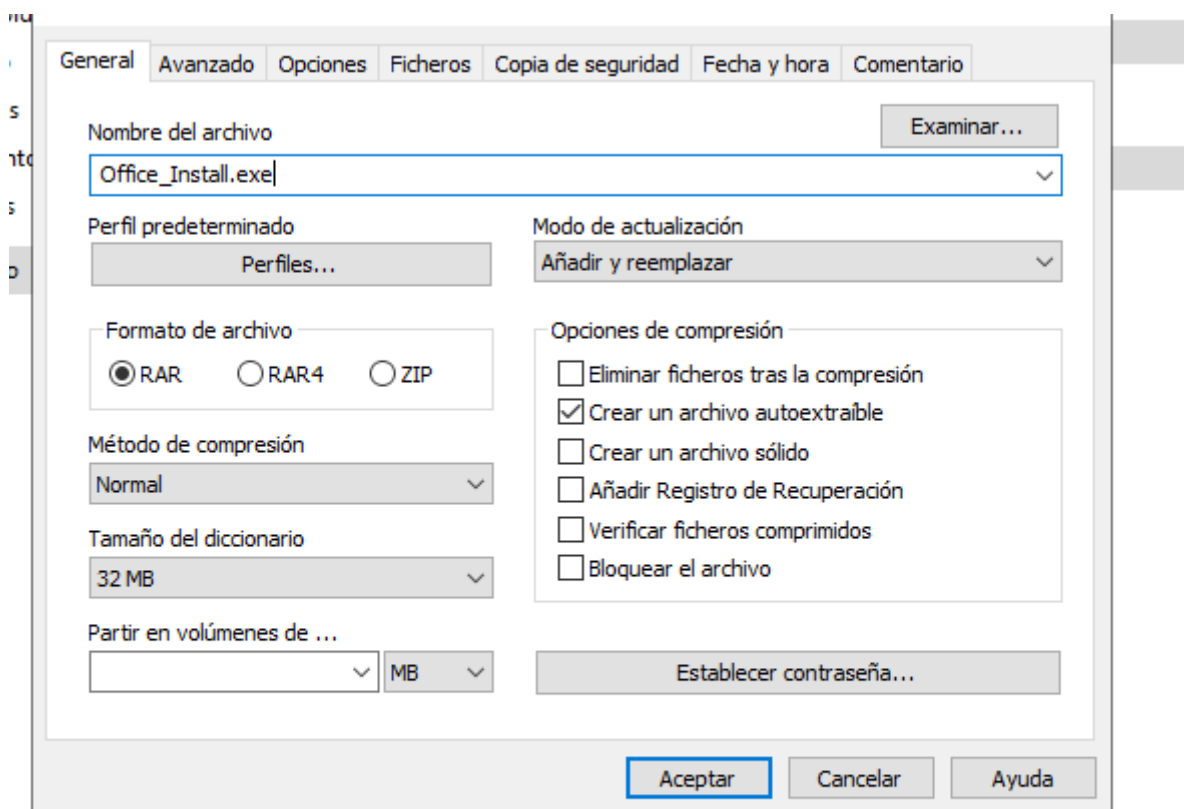 General Avanzado Opciones Ficheros Copia de seguridad Fecha y hora Comentario
Nombre del archivo
Examinar...
Office_Install.exe
Perfil predeterminado
Perfiles...
Modo de actualización
Añadir y reemplazar
Formato de archivo
RAR RAR4 ZIP
Método de compresión
Normal
Tamaño del diccionario
32 MB
Partir en volúmenes de ...
MB
Opciones de compresión
Eliminar ficheros tras la compresión
Crear un archivo autoextraíble
Crear un archivo sólido
Añadir Registro de Recuperación
Verificar ficheros comprimidos
Bloquear el archivo
Establecer contraseña...
Aceptar Cancelar Ayuda